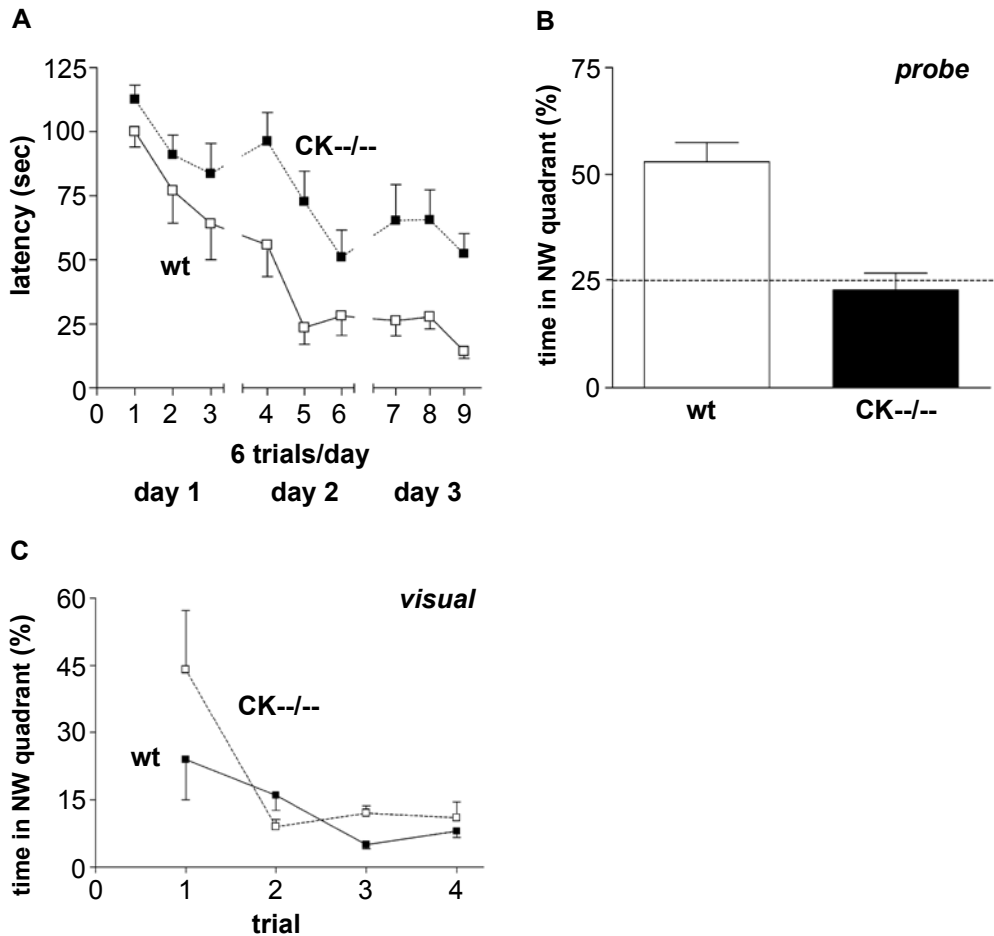 A
latency (sec)
125
100
75
50
25
0
CK--/--
wt
0 1 2 3 4 5 6 7 8 9
6 trials/day
day 1 day 2 day 3
B
probe
time in NW quadrant (%)
75
50
25
0
wt CK--/--
C
visual
time in NW quadrant (%)
60
45
30
15
0
CK--/--
wt
0 1 2 3 4
trial